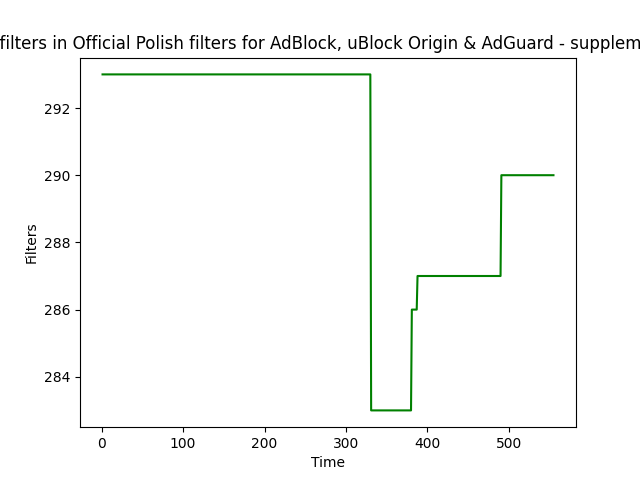 filters in Official Polish filters for AdBlock, uBlock Origin & AdGuard - supplem
292
290
288
286
284
Filters
0 100 200 300 400 500
Time